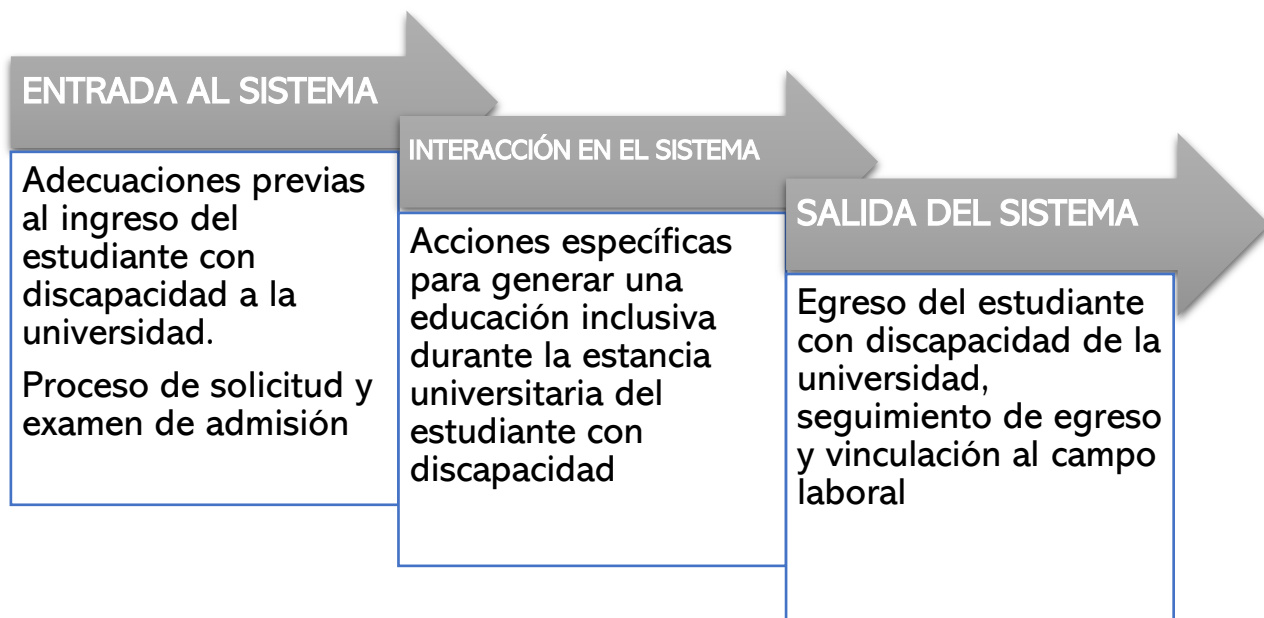 ENTRADA AL SISTEMA
Adecuaciones previas
al ingreso del
estudiante con
discapacidad a la
universidad.
Proceso de solicitud y
examen de admisión
INTERACCIÓN EN EL SISTEMA
Acciones específicas
para generar una
educación inclusiva
durante la estancia
universitaria del
estudiante con
discapacidad
SALIDA DEL SISTEMA
Egreso del estudiante
con discapacidad de la
universidad,
seguimiento de egreso
y vinculación al campo
laboral